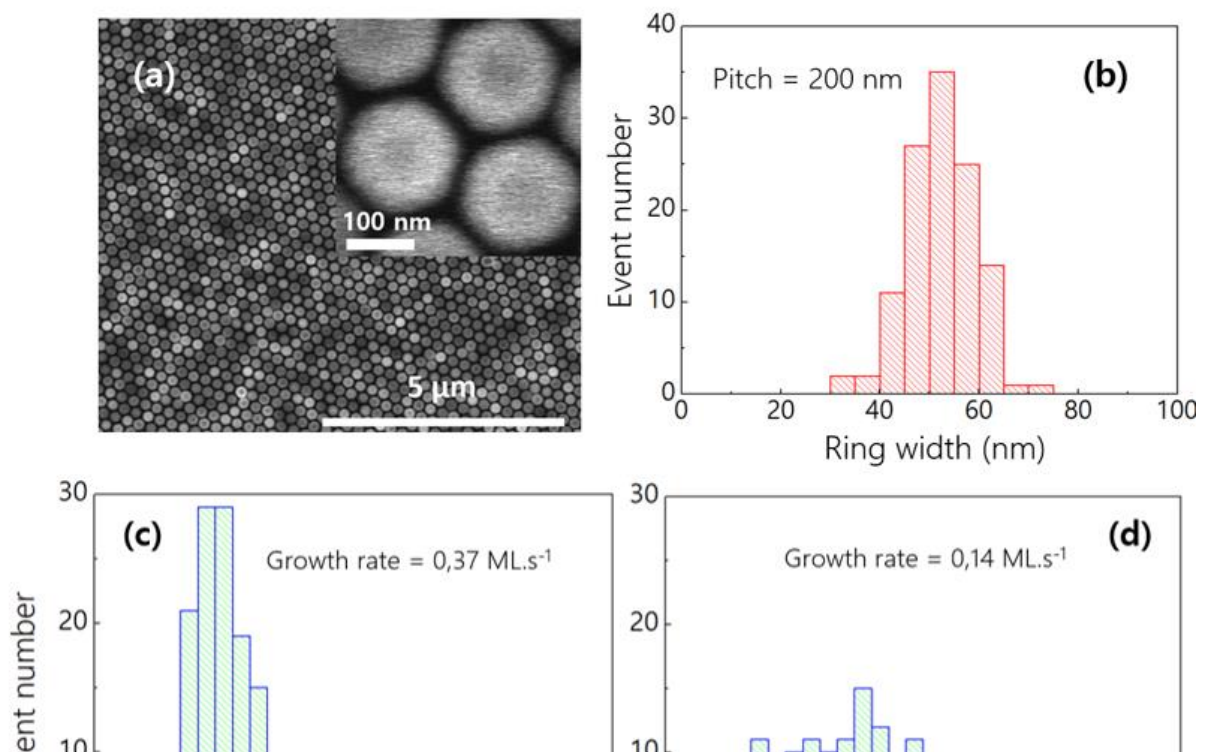 (a)
100 nm
5 μm
40
30
20
10
0
Event number
Pitch = 200 nm
(b)
0 20 40 60 80 100
Ring width (nm)
30
20
10
ent number
(c)
Growth rate = 0,37 ML.s⁻¹
30
20
10
Growth rate = 0,14 ML.s⁻¹
(d)